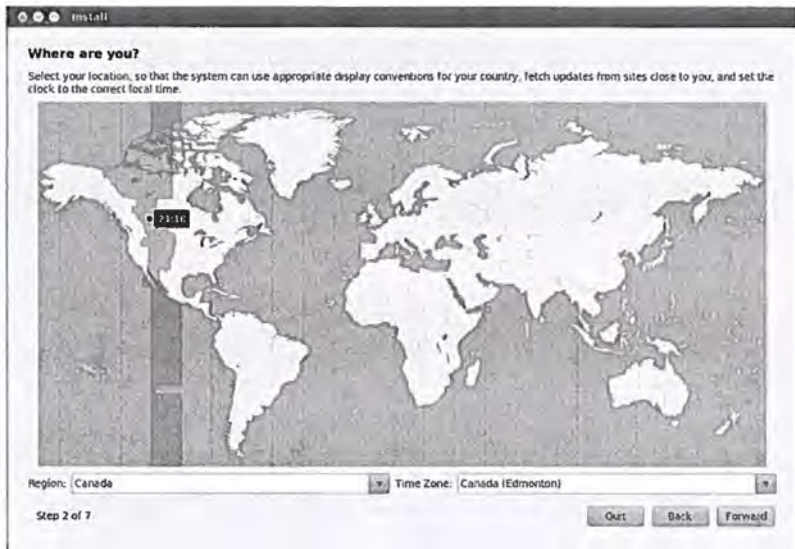 Install
Where are you?
Select your location, so that the system can use appropriate display conventions for your country, fetch updates from sites close to you, and set the
clock to the correct local time.
Region: Canada Time Zone: Canada (Edmonton)
Step 2 of 7 Quit Back Forward